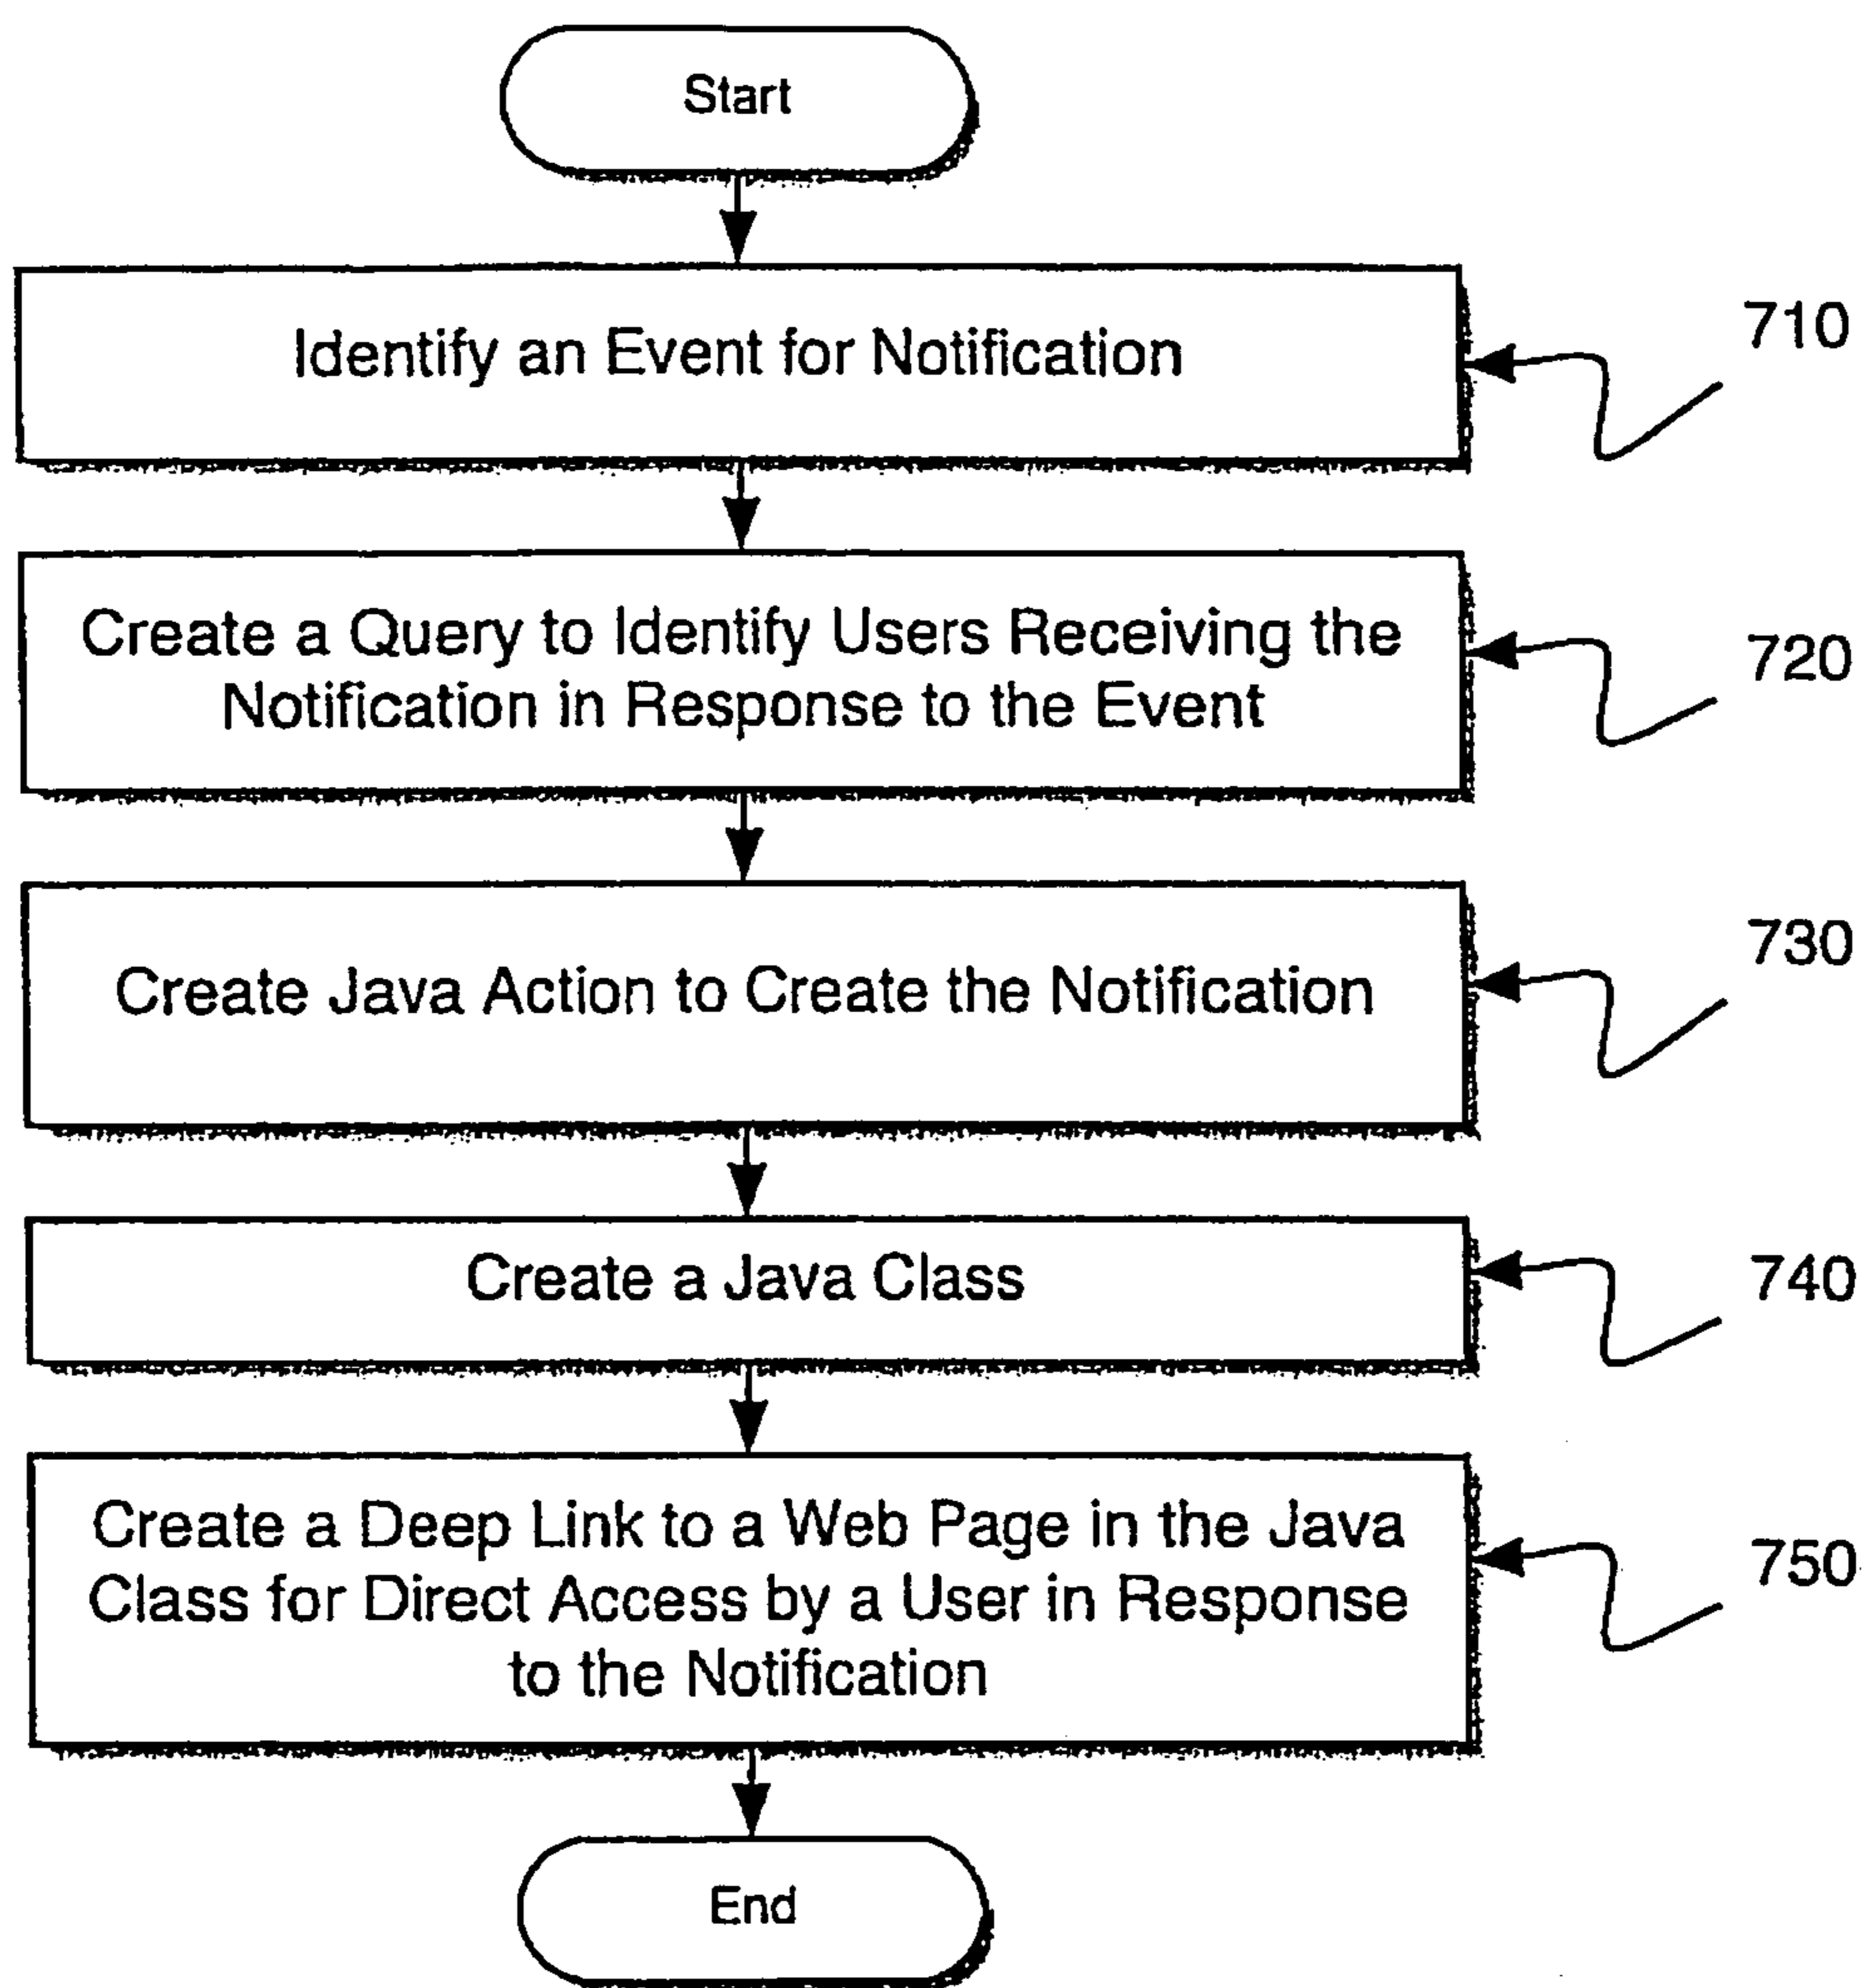 Start
Identify an Event for Notification
710
Create a Query to Identify Users Receiving the
Notification in Response to the Event
720
Create Java Action to Create the Notification
730
Create a Java Class
740
Create a Deep Link to a Web Page in the Java
Class for Direct Access by a User in Response
to the Notification
750
End